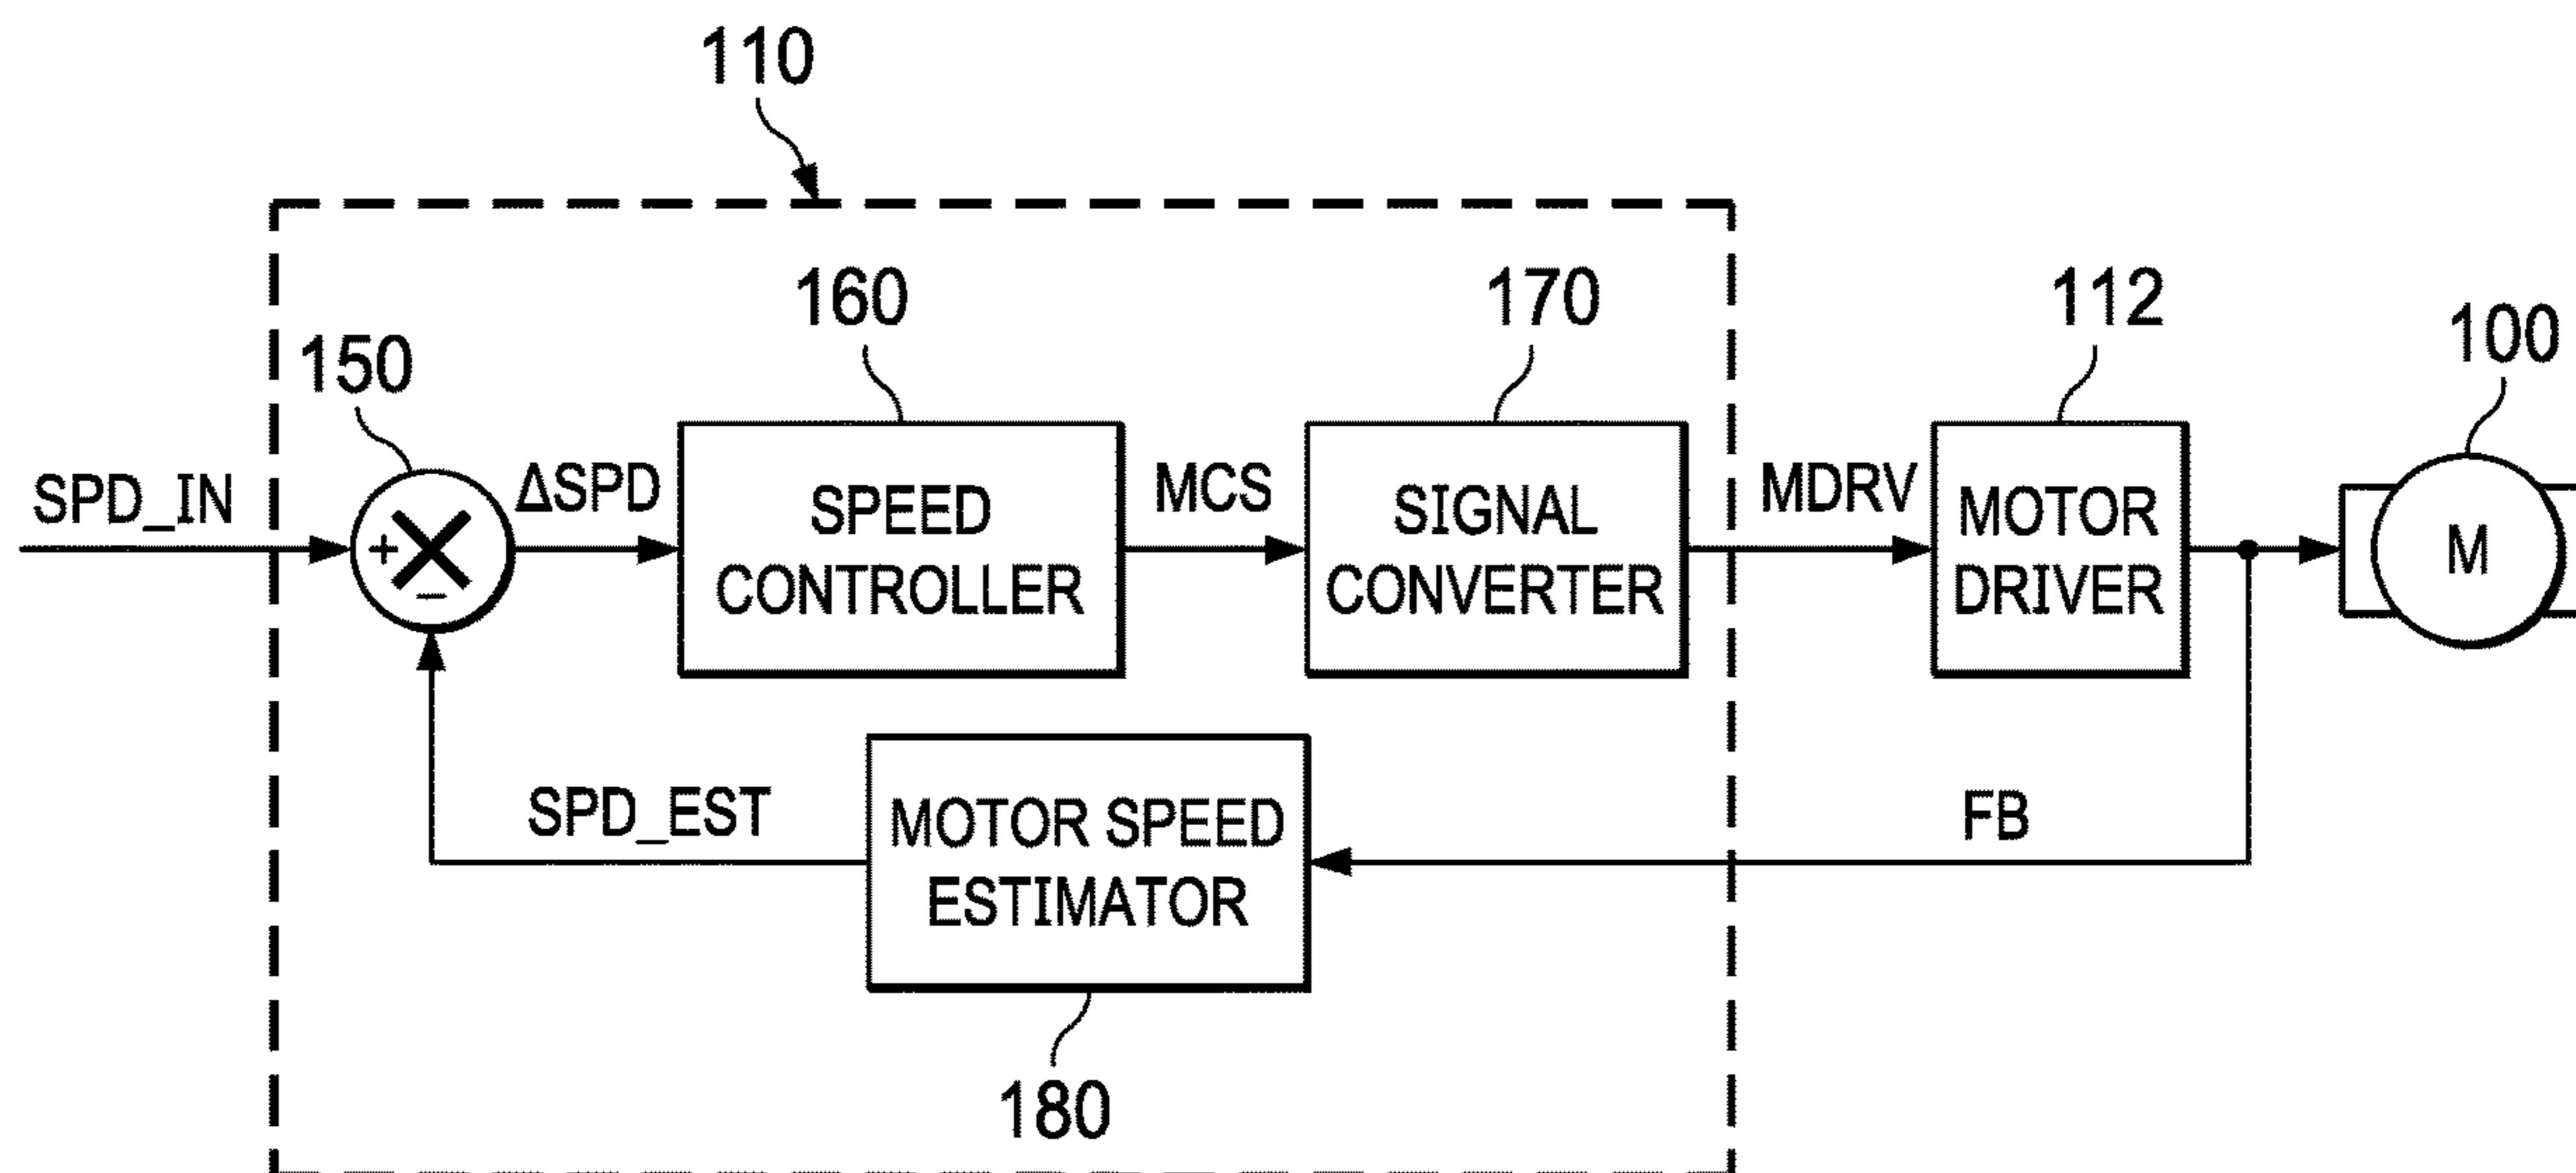 110
160
170
112
100
150
SPD_IN
+
−
ΔSPD
SPEED
CONTROLLER
MCS
SIGNAL
CONVERTER
MDRV
MOTOR
DRIVER
M
SPD_EST
MOTOR SPEED
ESTIMATOR
FB
180